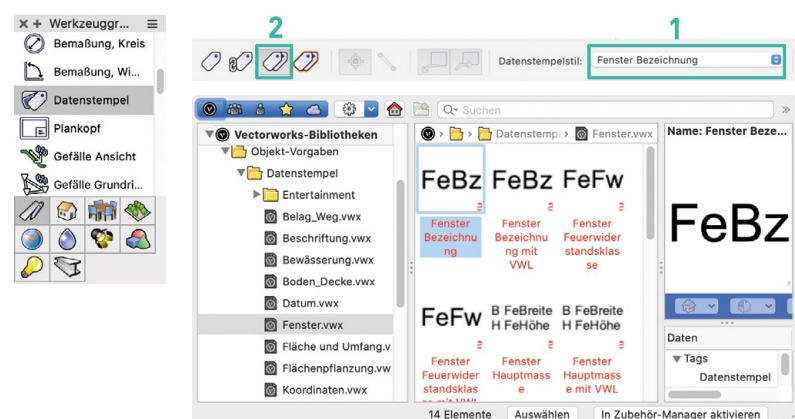 Werkzeuggr...
Bemaßung, Kreis
Bemaßung, Wi...
Datenstempel
Plankopf
Gefälle Ansicht
Gefälle Grundri...
2
1
Datenstempelstil:
Fenster Bezeichnung
Suchen
Vectorworks-Bibliotheken
Objekt-Vorgaben
Datenstempel
Entertainment
Belag_Weg.vwx
Beschriftung.vwx
Bewässerung.vwx
Boden_Decke.vwx
Datum.vwx
Fenster.vwx
Fläche und Umfang.v
Flächenpflanzung.vw
Koordinaten.vwx
Datenstemp
Fenster.vwx
FeBz
FeBz
FeFw
Fenster
Bezeichnu
ng
Fenster
Bezeichnu
ng mit
VWL
Fenster
Feuerwider
standsklas
se
FeFw
B FeBreite
H FeHöhe
B FeBreite
H FeHöhe
Fenster
Feuerwider
standsklas
se mit VWL
Fenster
Hauptmass
e
Fenster
Hauptmass
e mit VWL
Name: Fenster Beze...
FeBz
Daten
Tags
Datenstempel
14 Elemente
Auswählen
In Zubehör-Manager aktivieren